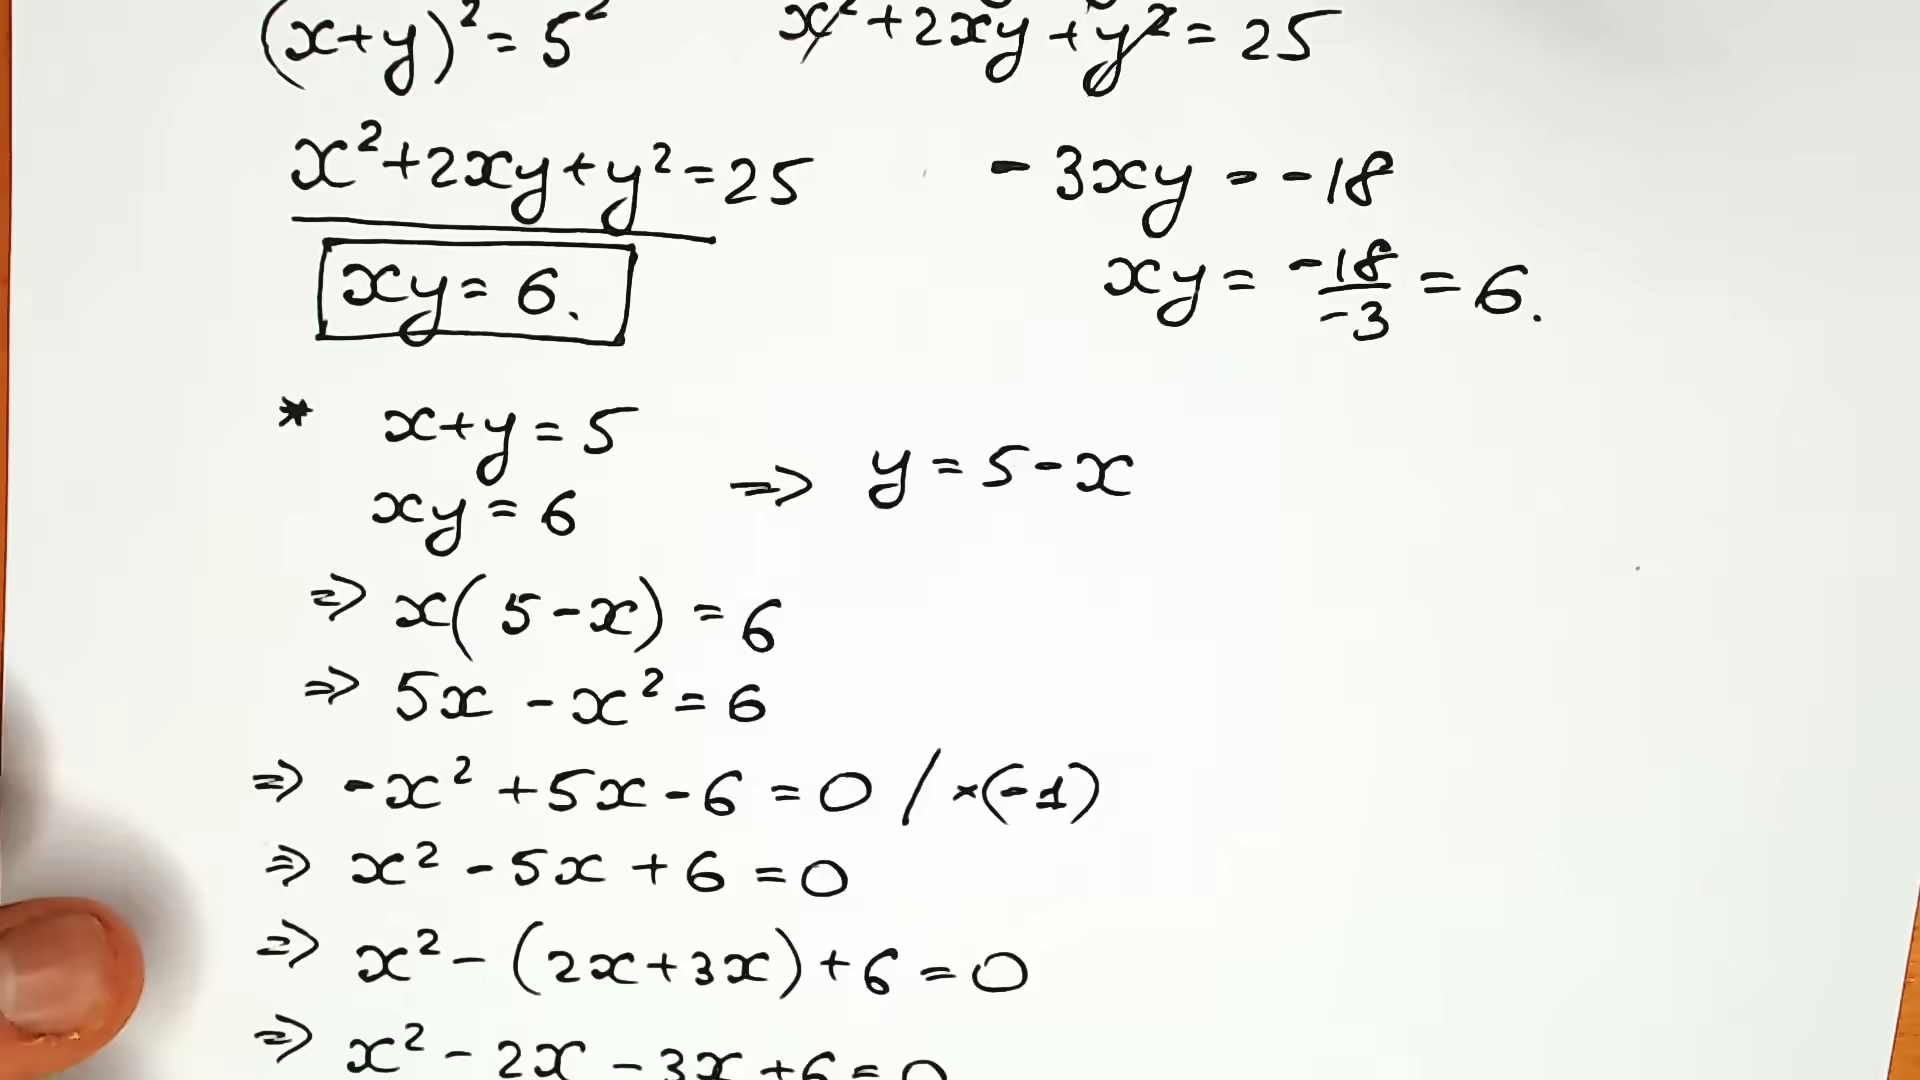 (x+y)²=5² x²+2xy+y²=25
x²+2xy+y²=25 -3xy=-18
xy=6. xy=-18/-3=6.
* x+y=5
xy=6 => y=5-x
=> x(5-x)=6
=> 5x-x²=6
=> -x²+5x-6=0/×(-1)
=> x²-5x+6=0
=> x²-(2x+3x)+6=0
=> x²-2x-3x+6=0